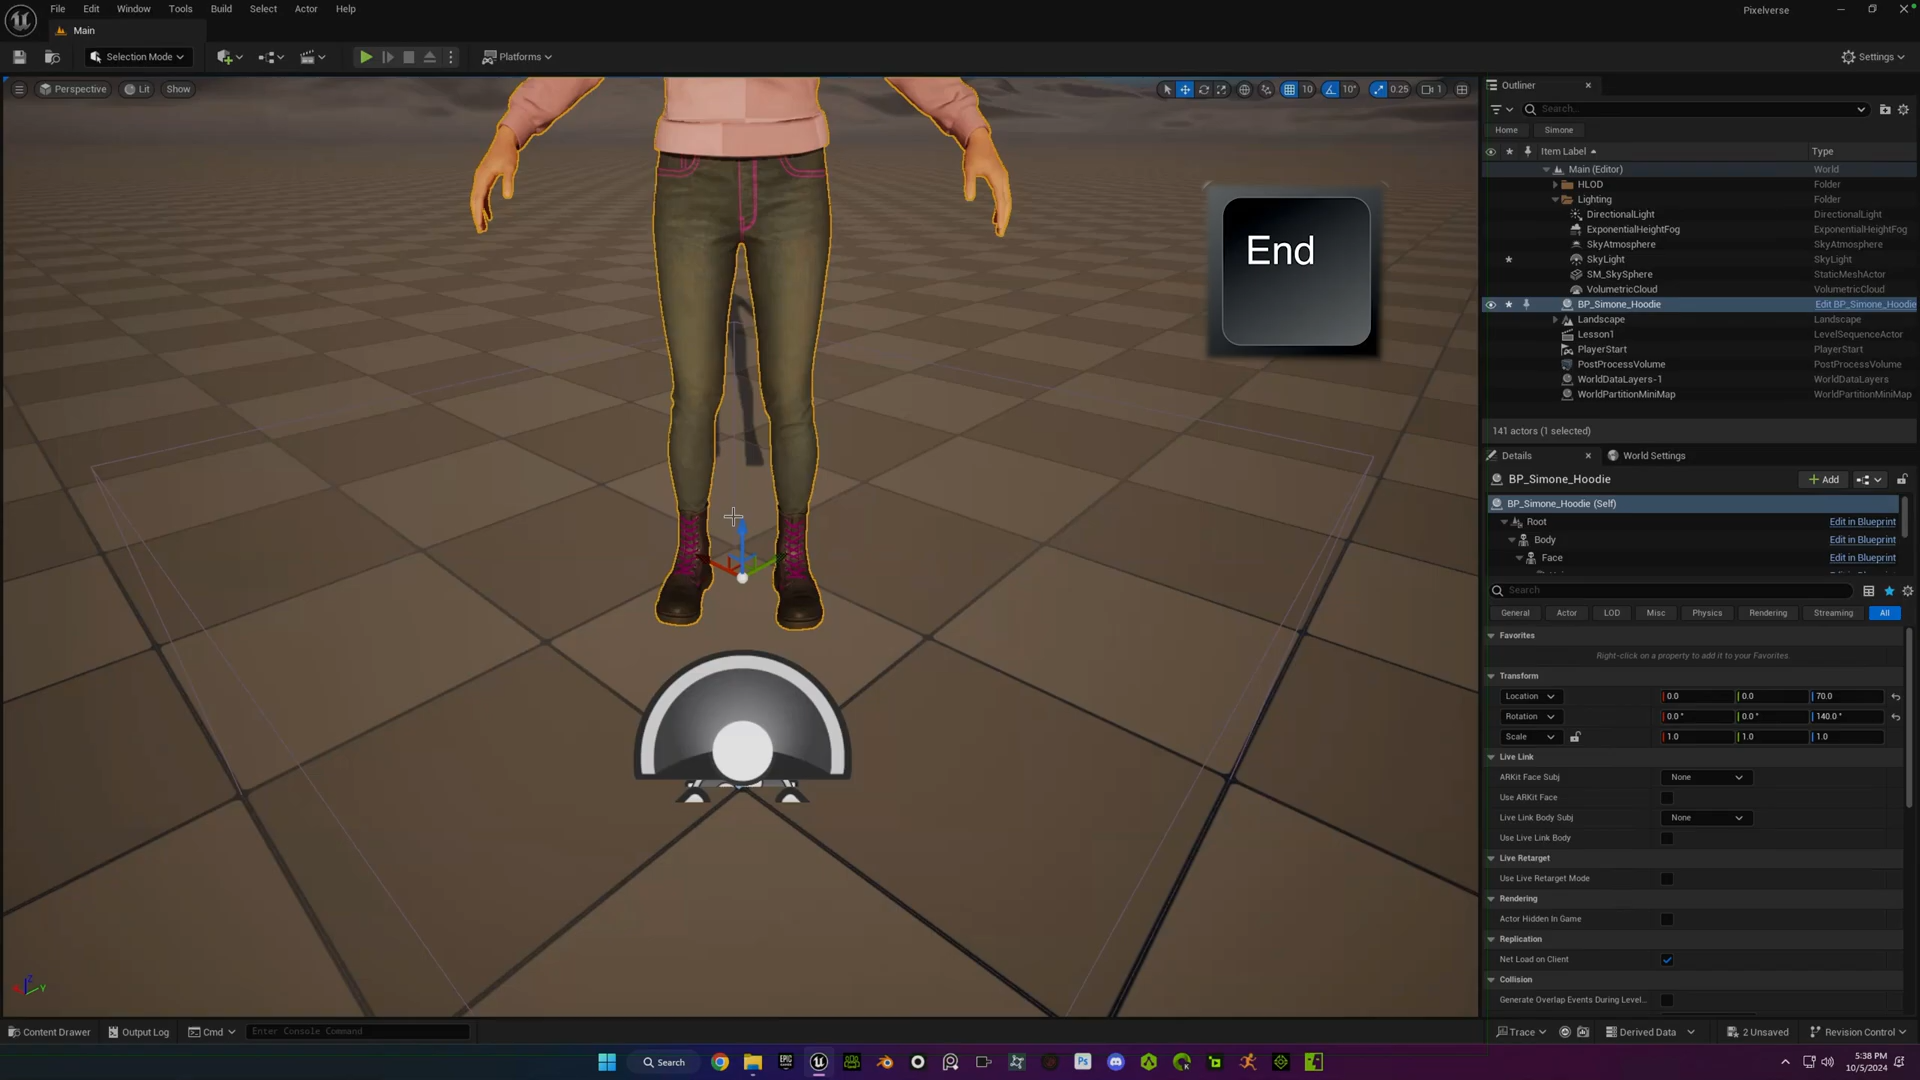 File Edit Window Tools Build Select Actor Help Pixelverse
Main
Selection Mode Platforms Settings
Perspective Lit Show 10 10° 0.25 1
End
Outliner
Search...
Home Simone
Item Label Type
Main (Editor) World
HLOD Folder
Lighting Folder
DirectionalLight DirectionalLight
ExponentialHeightFog ExponentialHeightFog
SkyAtmosphere SkyAtmosphere
SkyLight SkyLight
SM_SkySphere StaticMeshActor
VolumetricCloud VolumetricCloud
BP_Simone_Hoodie Edit BP_Simone_Hoodie
Landscape Landscape
Lesson1 LevelSequenceActor
PlayerStart PlayerStart
PostProcessVolume PostProcessVolume
WorldDataLayers-1 WorldDataLayers
WorldPartitionMiniMap WorldPartitionMiniMap
141 actors (1 selected)
Details World Settings
BP_Simone_Hoodie Add
BP_Simone_Hoodie (Self)
Root Edit in Blueprint
Body Edit in Blueprint
Face Edit in Blueprint
Search
General Actor LOD Misc Physics Rendering Streaming All
Favorites
Right-click on a property to add it to your Favorites.
Transform
Location 0.0 0.0 70.0
Rotation 0.0 ° 0.0 ° 140.0 °
Scale 1.0 1.0 1.0
Live Link
ARKit Face Subj None
Use ARKit Face
Live Link Body Subj None
Use Live Link Body
Live Retarget
Use Live Retarget Mode
Rendering
Actor Hidden In Game
Replication
Net Load on Client
Collision
Generate Overlap Events During Level...
Z
Y
Content Drawer Output Log Cmd Enter Console Command Trace Derived Data 2 Unsaved Revision Control
Search
Ps
5:38 PM
10/5/2024